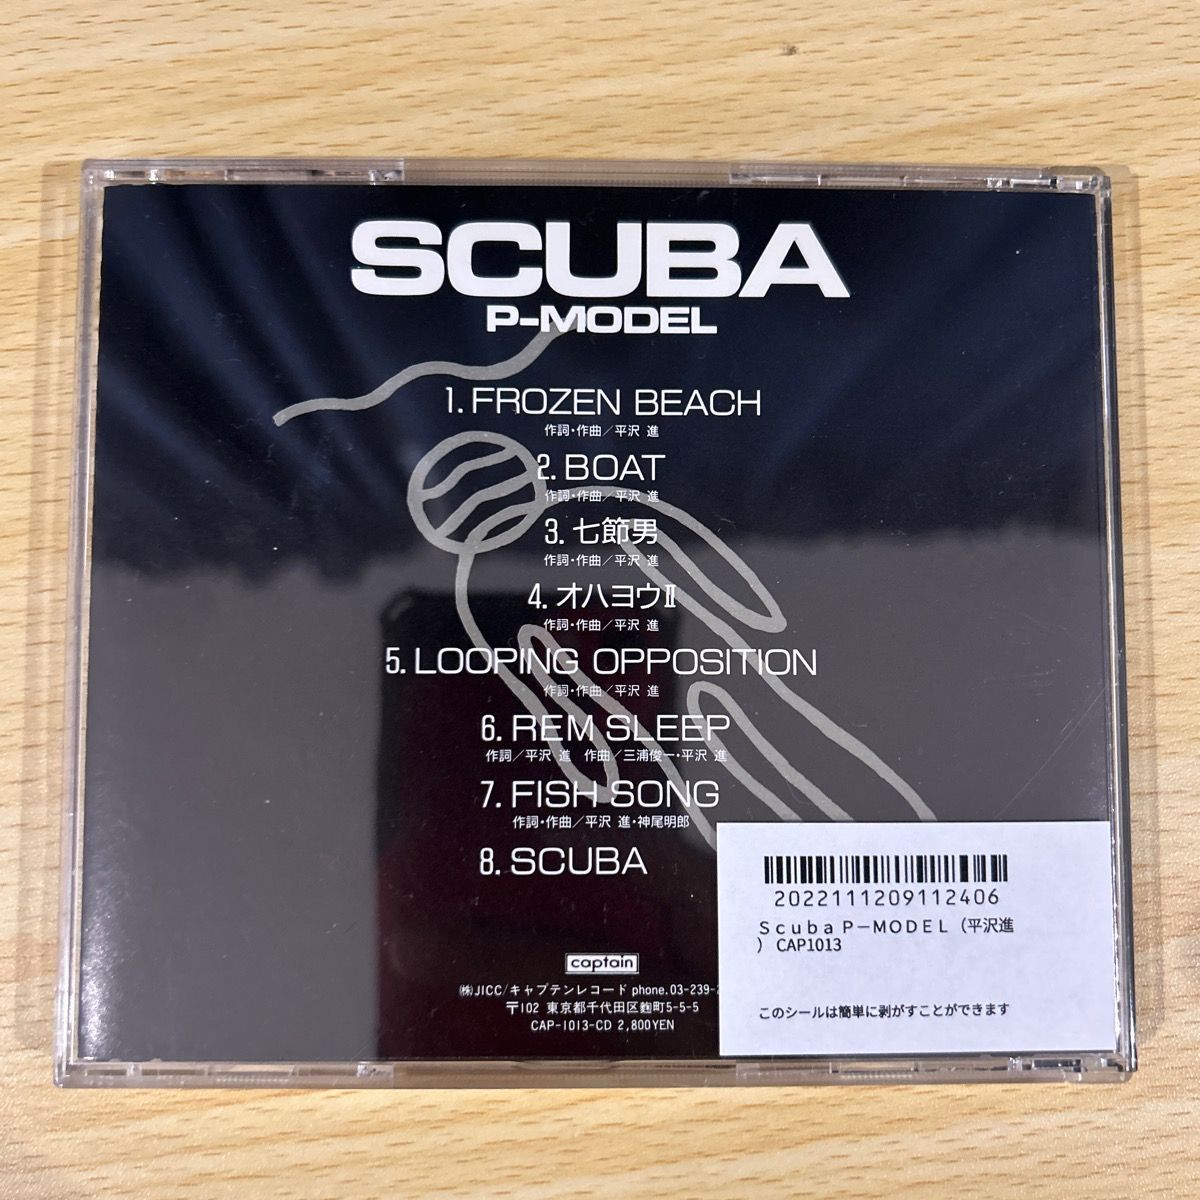 SCUBA
P-MODEL
1. FROZEN BEACH
作詞・作曲／平沢 進
2. BOAT
作詞・作曲／平沢 進
3. 七節男
作詞・作曲／平沢 進
4. オハヨウⅡ
作詞・作曲／平沢 進
5. LOOPING OPPOSITION
作詞・作曲／平沢 進
6. REM SLEEP
作詞／平沢 進 作曲／三浦俊一・平沢 進
7. FISH SONG
作詞・作曲／平沢 進・神尾明郎
8. SCUBA
captain
㈱JICC/キャプテンレコード phone.03-239-
〒102 東京都千代田区麴町5-5-5
CAP-1013-CD 2,800YEN
2022111209112406
Ｓｃｕｂａ Ｐ－ＭＯＤＥＬ（平沢進
） CAP1013
このシールは簡単に剥がすことができます